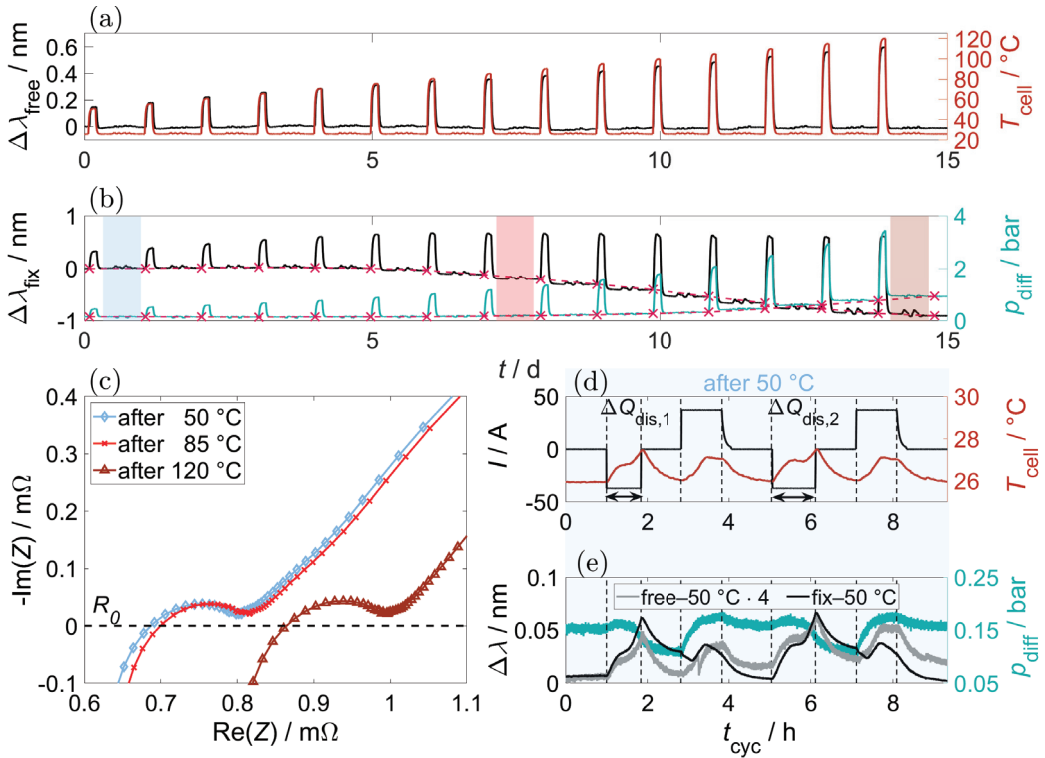 (a)
Δλfree / nm
0.6
0.4
0.2
0
120
100
80
60
40
20
Tcell / °C
0 5 10 15
(b)
Δλfix / nm
1
0
-1
4
2
0
pdiff / bar
0 5 10 15
t / d
(c)
-Im(Z) / mΩ
0.4
0.3
0.2
0.1
0
-0.1
after 50 °C
after 85 °C
after 120 °C
R0
0.6 0.7 0.8 0.9 1 1.1
Re(Z) / mΩ
(d)
after 50 °C
I / A
50
0
-50
ΔQdis,1
ΔQdis,2
30
28
26
Tcell / °C
0 2 4 6 8
(e)
Δλ / nm
0.1
0.05
0
free–50 °C · 4
fix–50 °C
0.25
0.15
0.05
pdiff / bar
0 2 4 6 8
tcyc / h